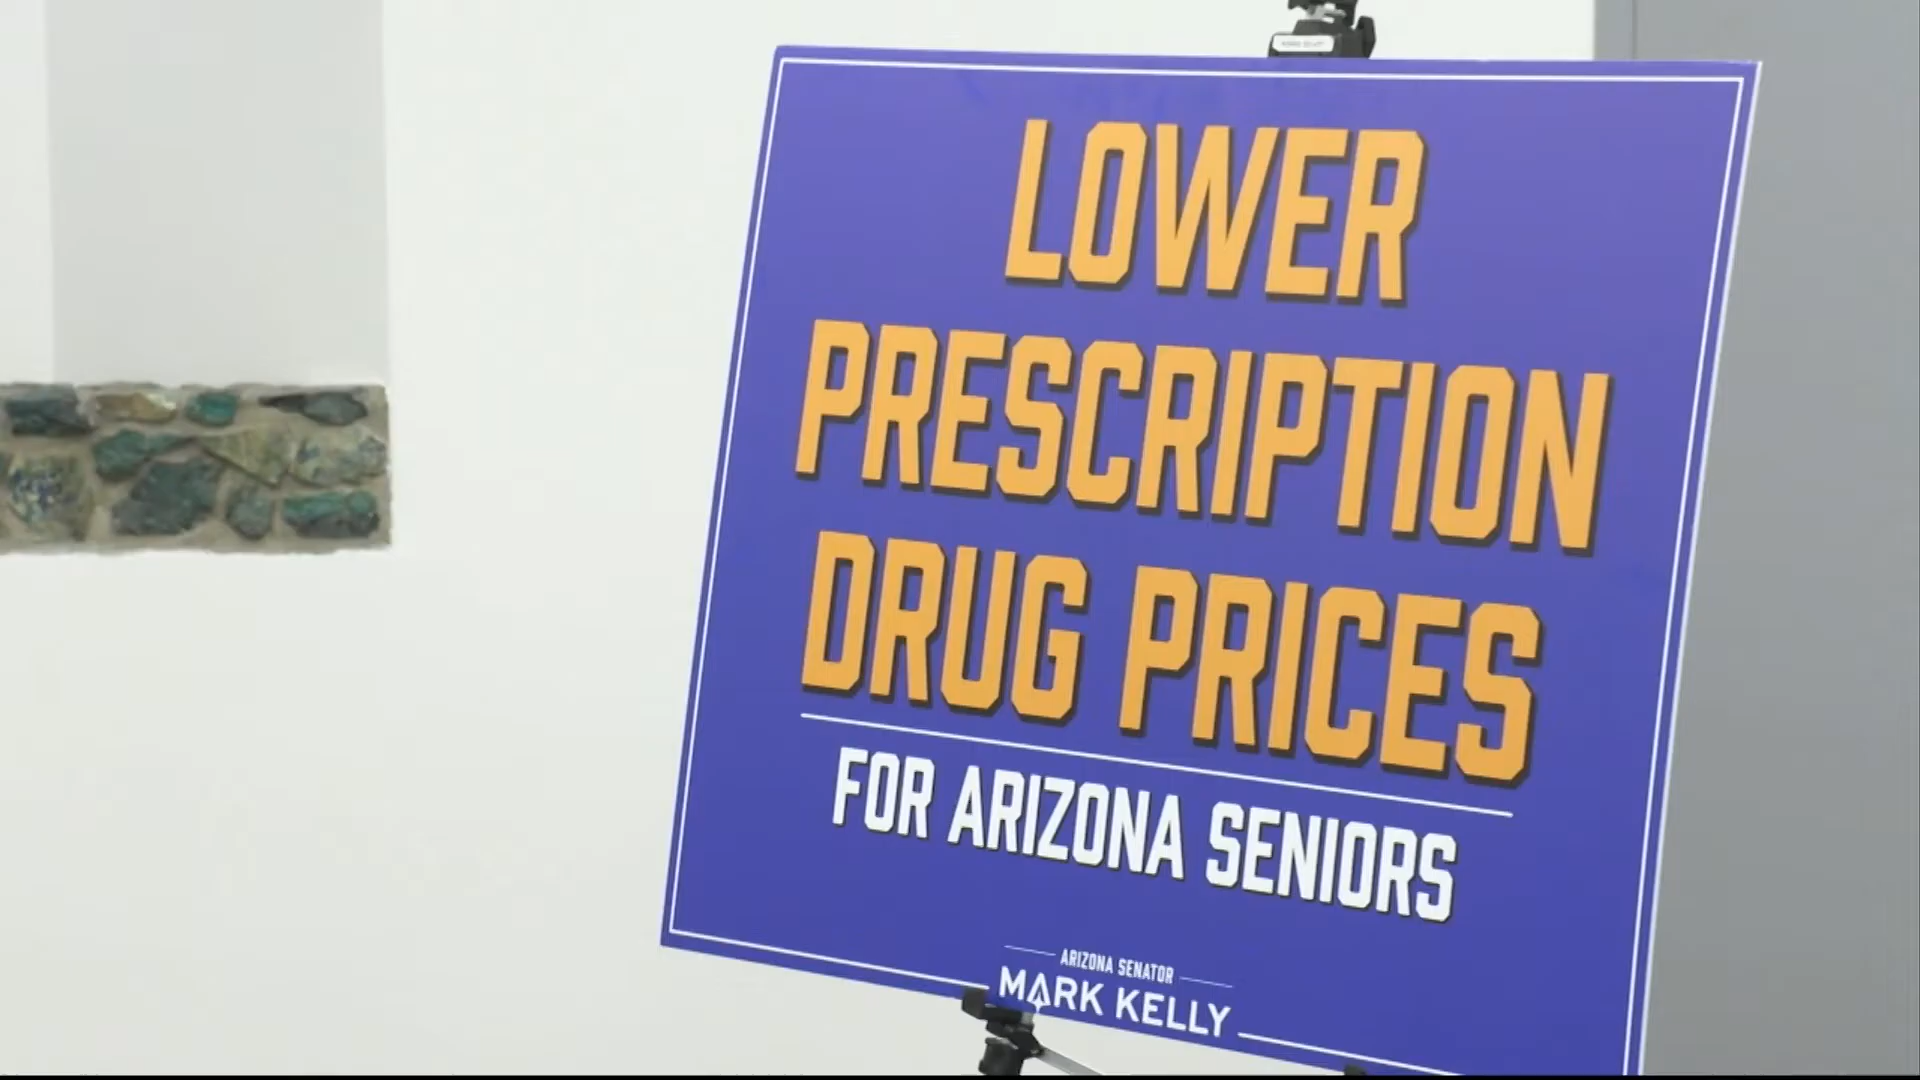 LOWER
PRESCRIPTION
DRUG PRICES
FOR ARIZONA SENIORS
ARIZONA SENATOR
MARK KELLY